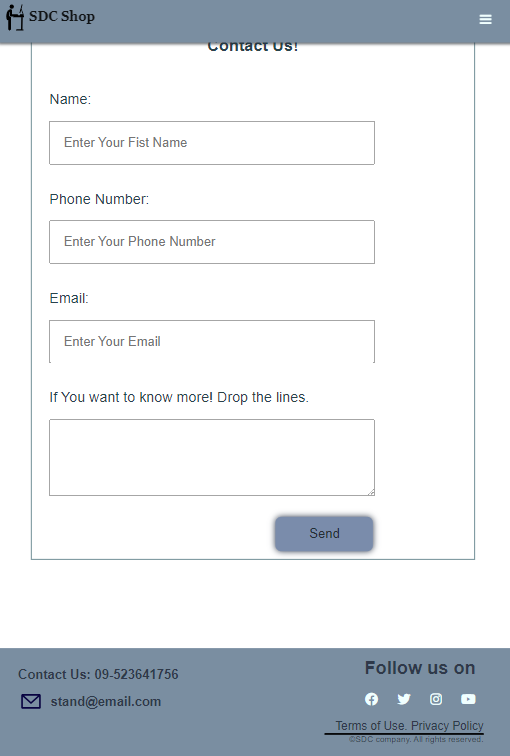 SDC Shop
Contact Us!
Name:
Enter Your Fist Name
Phone Number:
Enter Your Phone Number
Email:
Enter Your Email
If You want to know more! Drop the lines.
Send
Contact Us: 09-523641756
stand@email.com
Follow us on
Terms of Use. Privacy Policy
©SDC company. All rights reserved.